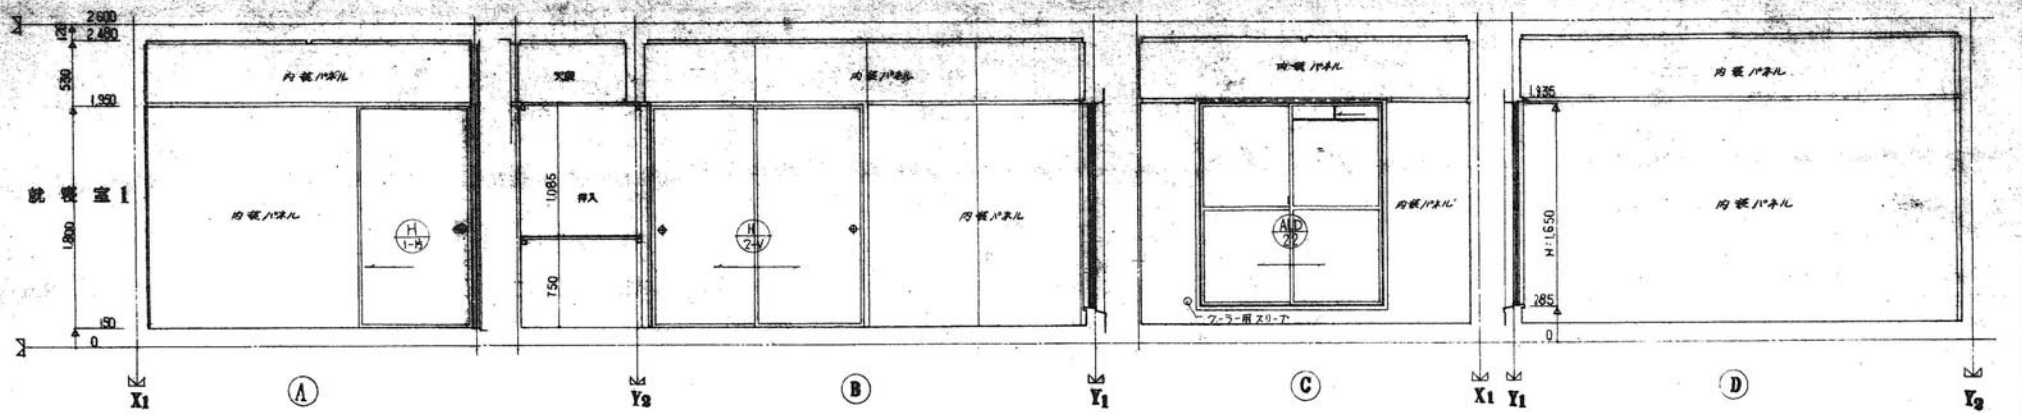 2600
120
2,480
530
1,950
1,800
150
0
就寝室1
内装パネル
内装パネル
H
1-M
X1
A
天袋
1,085
押入
750
内装パネル
H
2-V
内装パネル
Y2
B
Y1
内装パネル
内装パネル
ALD
22
クーラー用スリーブ
C
X1
内装パネル
1,935
H=1,650
内装パネル
285
0
Y1
D
Y2